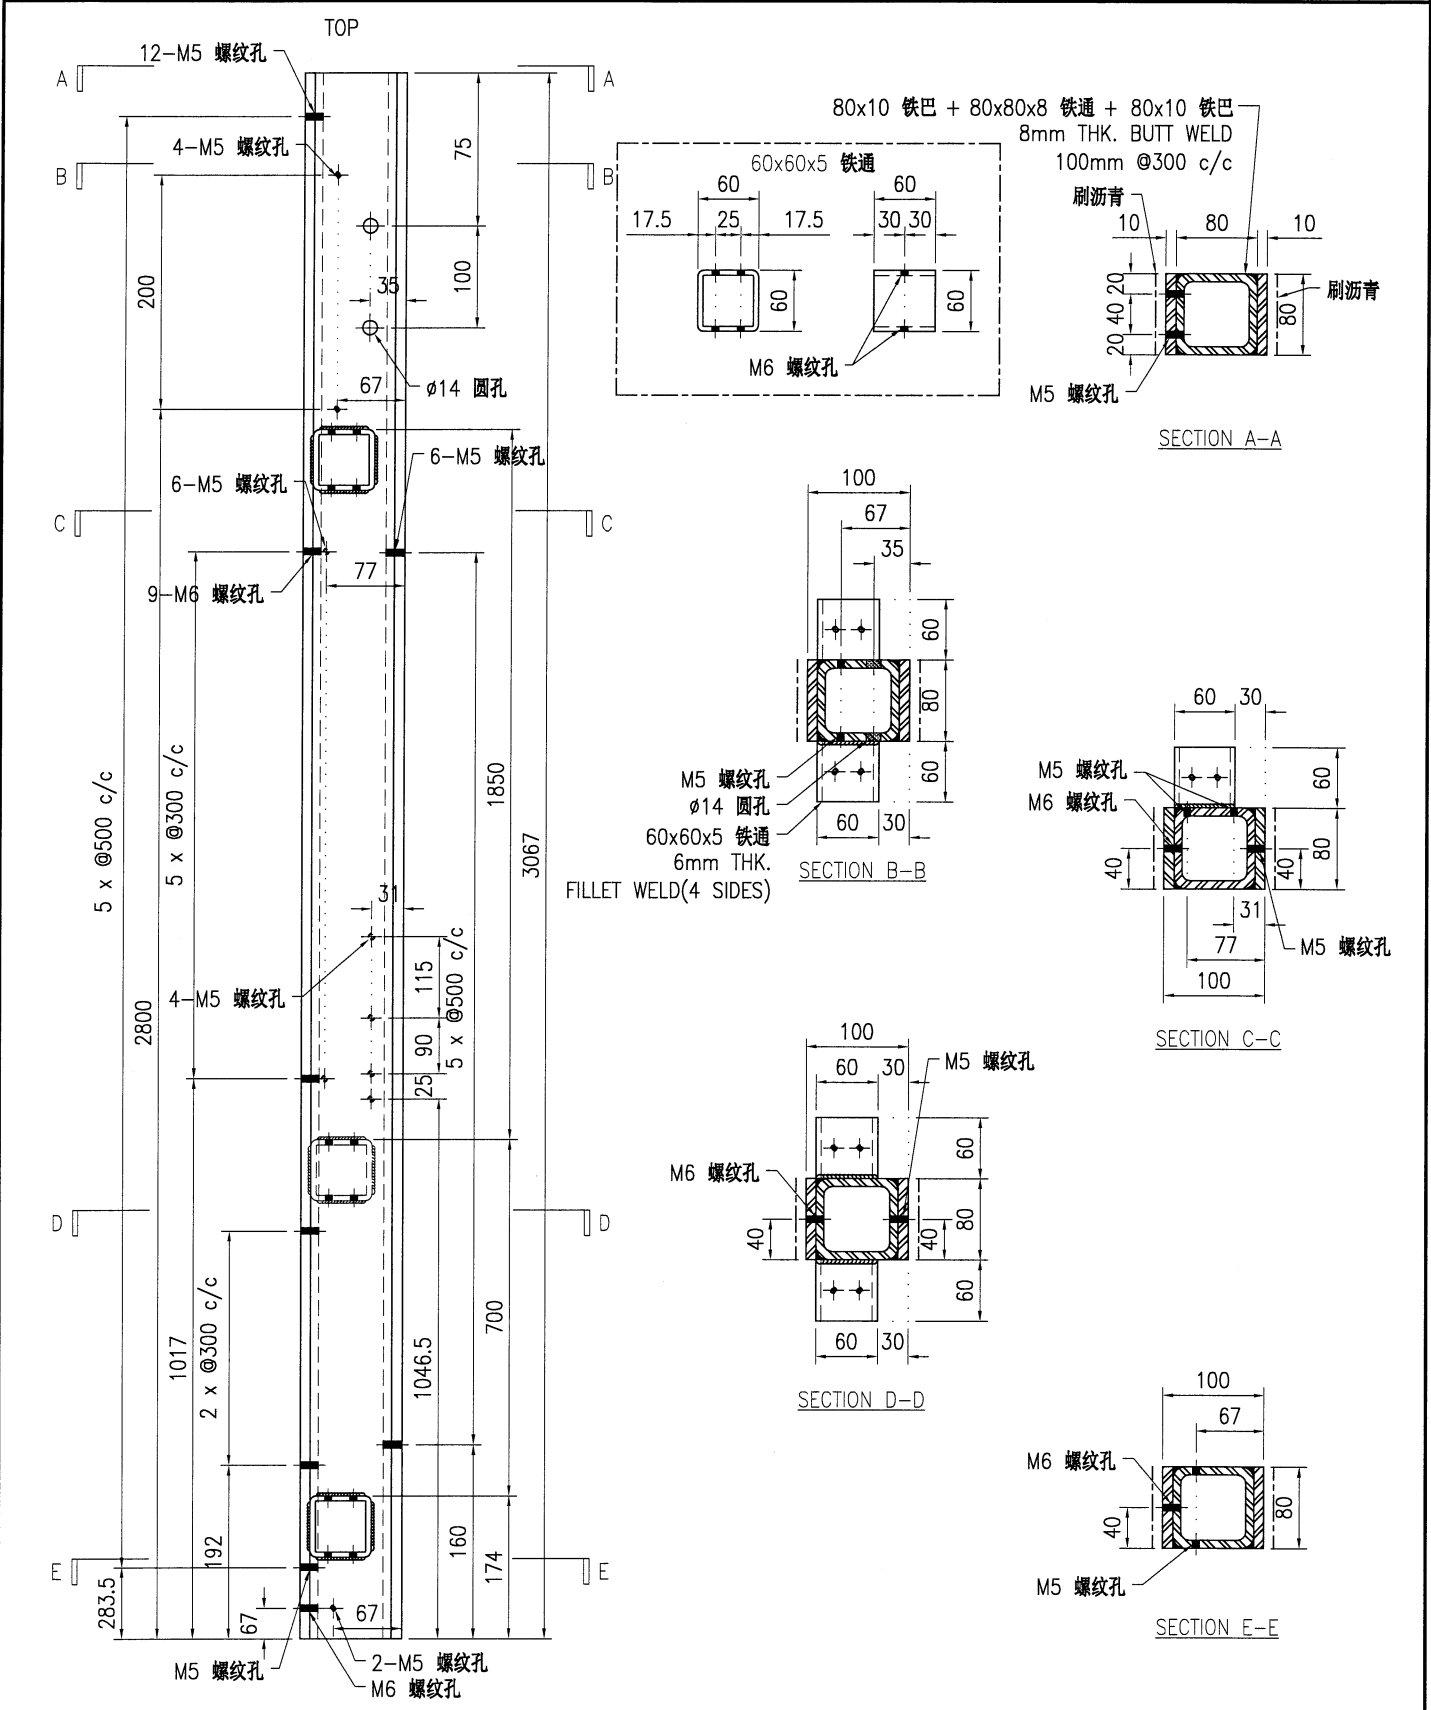 TOP
12-M5 螺纹孔
A
A
4-M5 螺纹孔
B
B
75
100
35
200
67
ø14 圆孔
6-M5 螺纹孔
6-M5 螺纹孔
C
C
9-M6 螺纹孔
77
5 x @500 c/c
5 x @300 c/c
1850
3067
31
4-M5 螺纹孔
115
90
25
5 x @500 c/c
2800
D
D
1017
2 x @300 c/c
1046.5
700
192
160
174
E
E
283.5
67
67
M5 螺纹孔
2-M5 螺纹孔
M6 螺纹孔
60x60x5 铁通
60
60
17.5
25
17.5
30
30
60
60
M6 螺纹孔
80x10 铁巴 + 80x80x8 铁通 + 80x10 铁巴
8mm THK. BUTT WELD
100mm @300 c/c
刷沥青
10
80
10
20
40
20
80
刷沥青
M5 螺纹孔
SECTION A-A
100
67
35
60
80
60
M5 螺纹孔
ø14 圆孔
60x60x5 铁通
6mm THK.
FILLET WELD(4 SIDES)
60
30
SECTION B-B
60
30
M5 螺纹孔
M6 螺纹孔
60
80
40
40
31
77
100
M5 螺纹孔
SECTION C-C
100
60
30
M5 螺纹孔
M6 螺纹孔
60
80
60
40
40
60
30
SECTION D-D
100
67
M6 螺纹孔
40
80
M5 螺纹孔
SECTION E-E